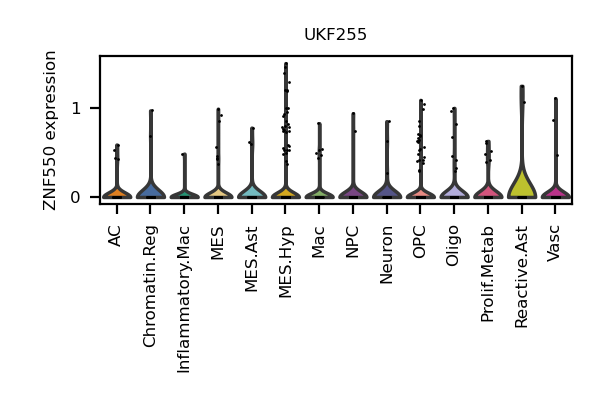 UKF255
ZNF550 expression
1
0
AC
Chromatin.Reg
Inflammatory.Mac
MES
MES.Ast
MES.Hyp
Mac
NPC
Neuron
OPC
Oligo
Prolif.Metab
Reactive.Ast
Vasc